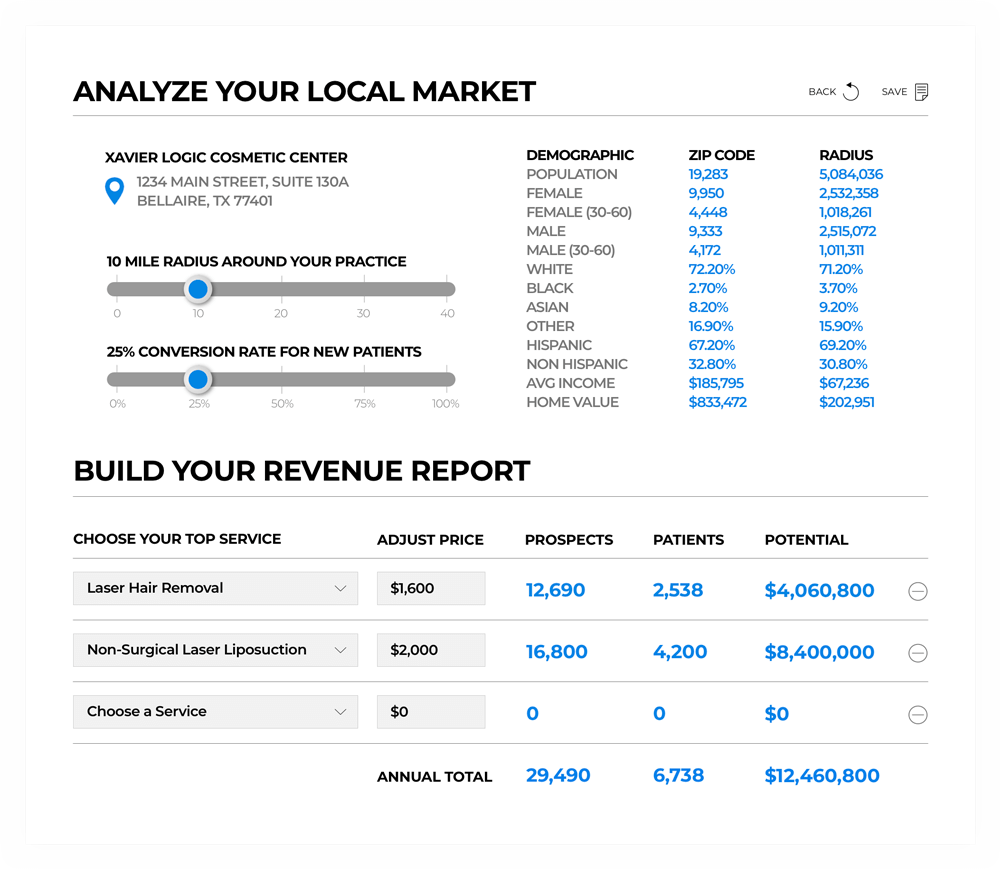 ANALYZE YOUR LOCAL MARKET
BACK SAVE
XAVIER LOGIC COSMETIC CENTER
1234 MAIN STREET, SUITE 130A
BELLAIRE, TX 77401
10 MILE RADIUS AROUND YOUR PRACTICE
0 10 20 30 40
25% CONVERSION RATE FOR NEW PATIENTS
0% 25% 50% 75% 100%
DEMOGRAPHIC ZIP CODE RADIUS
POPULATION 19,283 5,084,036
FEMALE 9,950 2,532,358
FEMALE (30-60) 4,448 1,018,261
MALE 9,333 2,515,072
MALE (30-60) 4,172 1,011,311
WHITE 72.20% 71.20%
BLACK 2.70% 3.70%
ASIAN 8.20% 9.20%
OTHER 16.90% 15.90%
HISPANIC 67.20% 69.20%
NON HISPANIC 32.80% 30.80%
AVG INCOME $185,795 $67,236
HOME VALUE $833,472 $202,951
BUILD YOUR REVENUE REPORT
CHOOSE YOUR TOP SERVICE ADJUST PRICE PROSPECTS PATIENTS POTENTIAL
Laser Hair Removal $1,600 12,690 2,538 $4,060,800
Non-Surgical Laser Liposuction $2,000 16,800 4,200 $8,400,000
Choose a Service $0 0 0 $0
ANNUAL TOTAL 29,490 6,738 $12,460,800